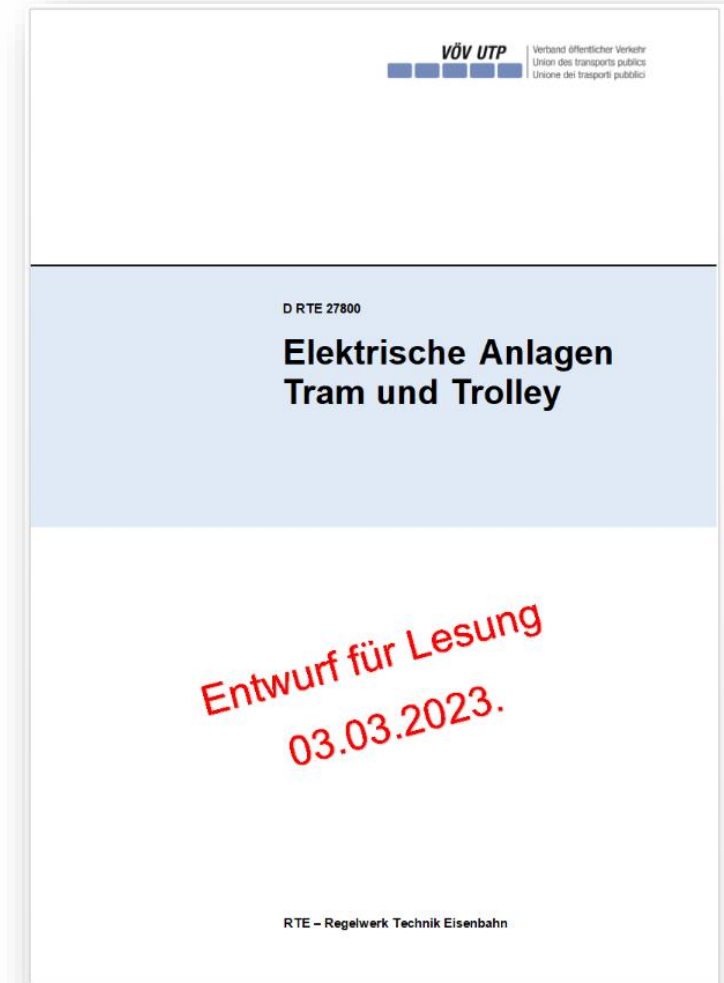 VÖV UTP
Verband öffentlicher Verkehr
Union des transports publics
Unione dei trasporti pubblici
D RTE 27800
Elektrische Anlagen
Tram und Trolley
Entwurf für Lesung
03.03.2023.
RTE – Regelwerk Technik Eisenbahn